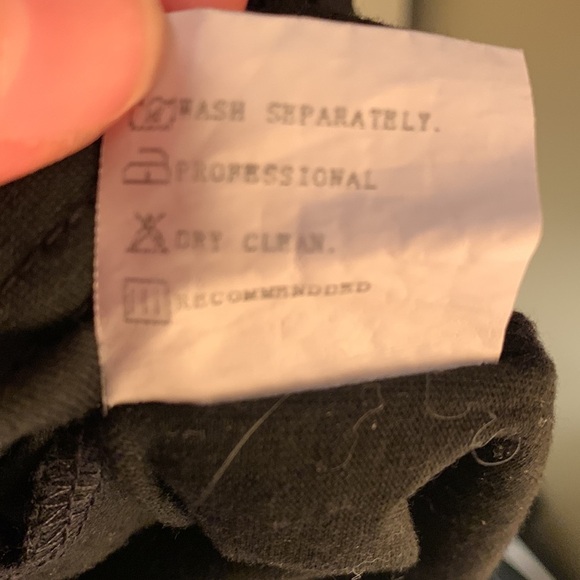 WASH SEPARATELY.
PROFESSIONAL
DRY CLEAN.
RECOMMENDDED